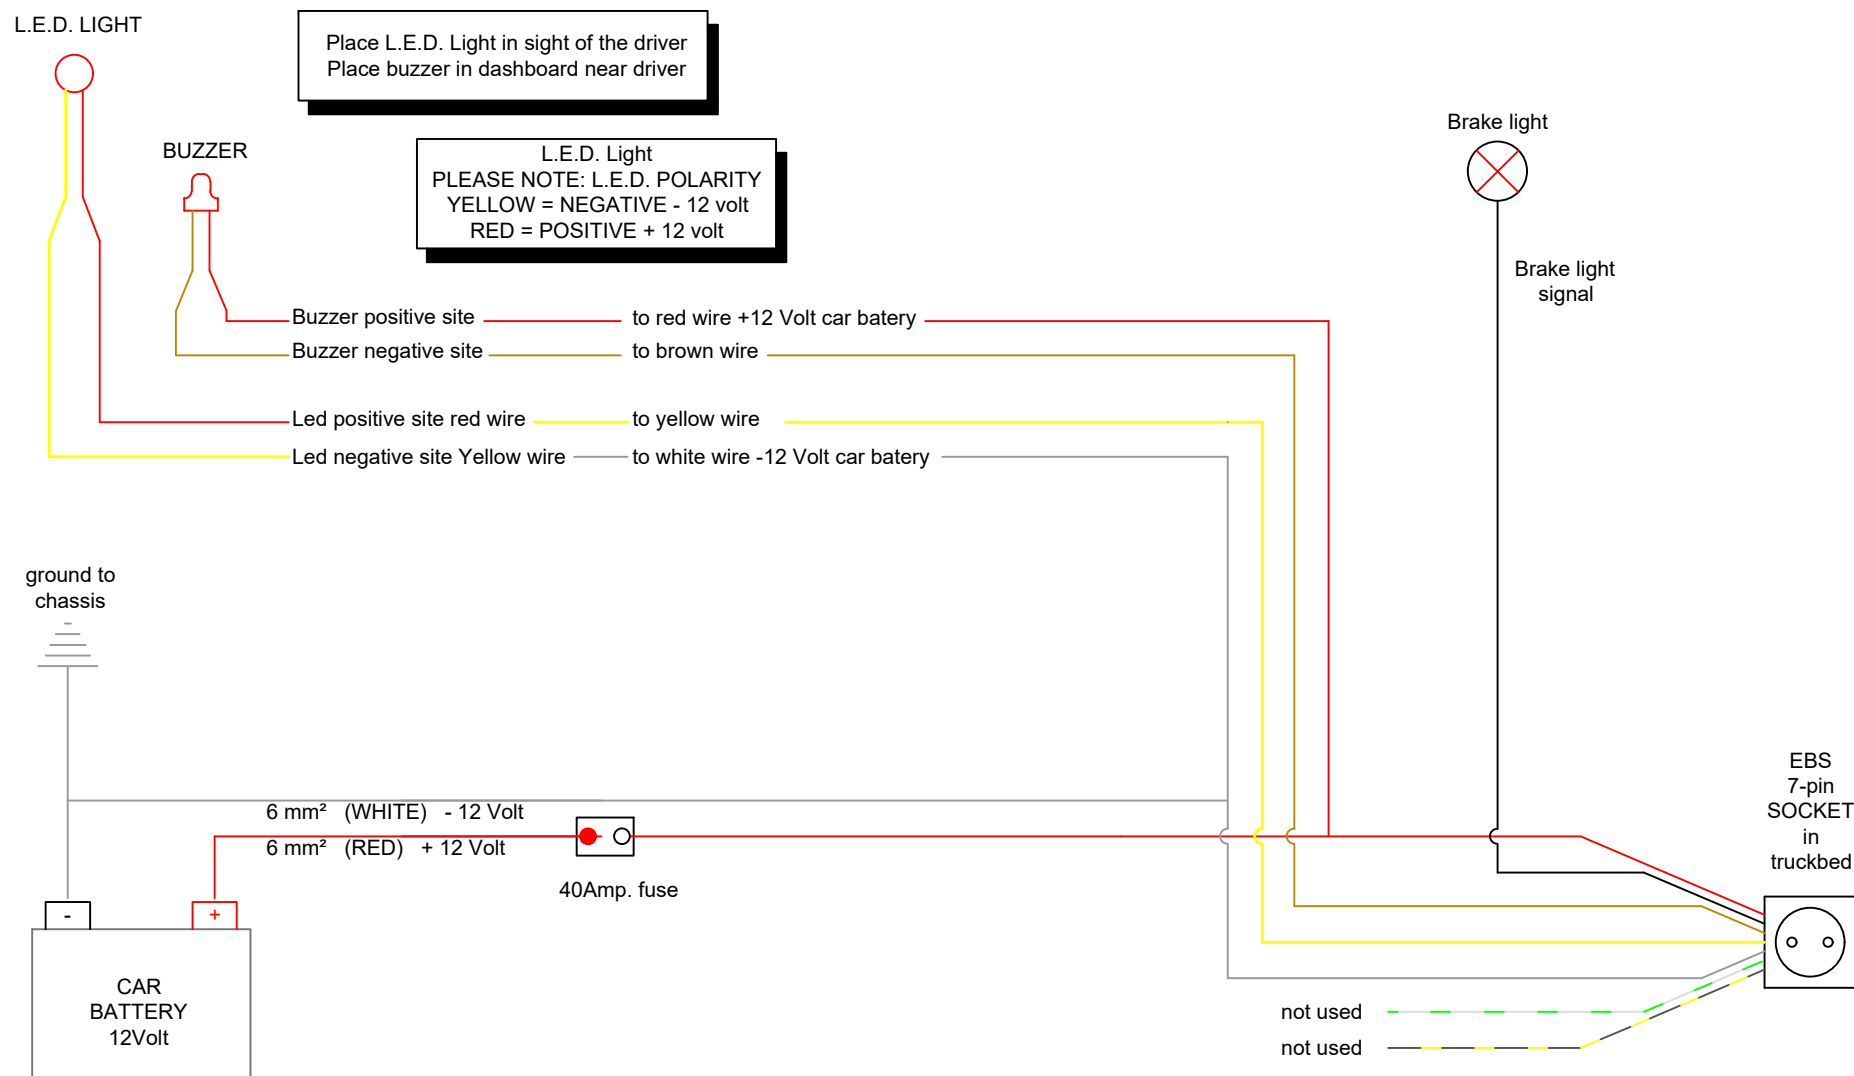 L.E.D. LIGHT
Place L.E.D. Light in sight of the driver
Place buzzer in dashboard near driver
BUZZER
L.E.D. Light
PLEASE NOTE: L.E.D. POLARITY
YELLOW = NEGATIVE - 12 volt
RED = POSITIVE + 12 volt
Brake light
Brake light
signal
Buzzer positive site to red wire +12 Volt car batery
Buzzer negative site to brown wire
Led positive site red wire to yellow wire
Led negative site Yellow wire to white wire -12 Volt car batery
ground to
chassis
6 mm² (WHITE) - 12 Volt
6 mm² (RED) + 12 Volt
40Amp. fuse
EBS
7-pin
SOCKET
in
truckbed
- +
CAR
BATTERY
12Volt
not used
not used